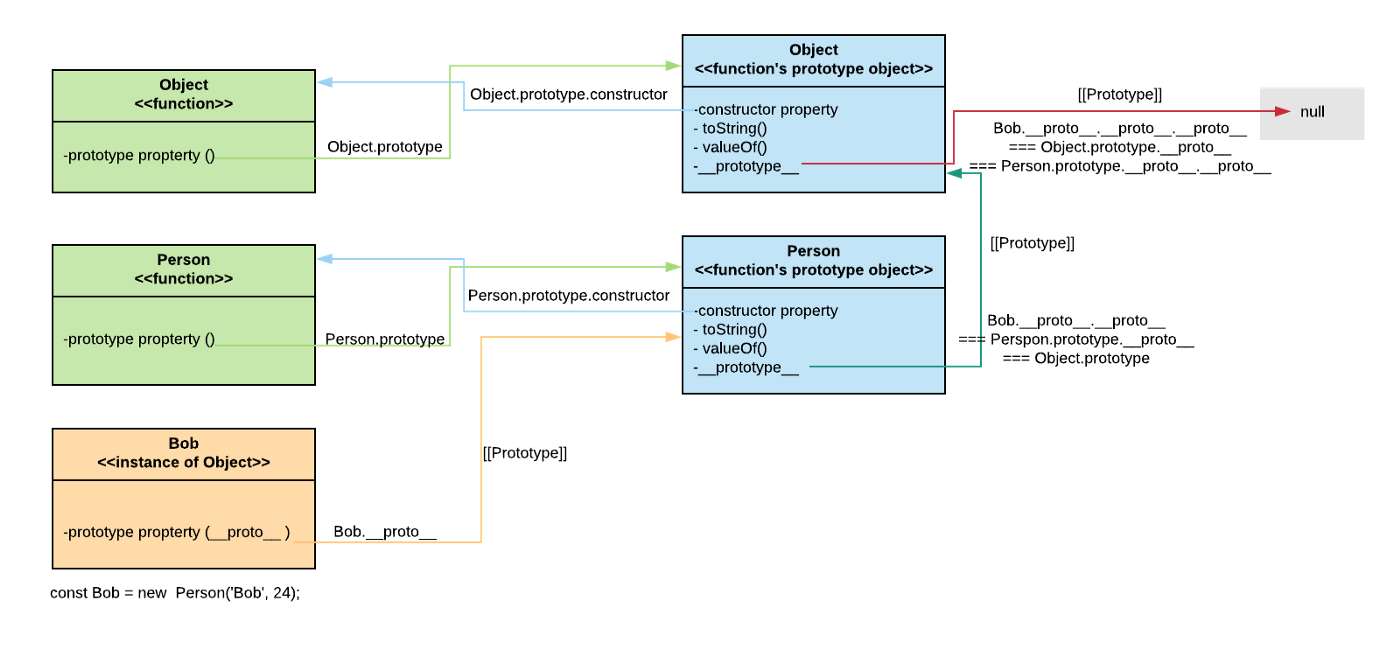 Object
<<function>>
-prototype propterty ()
Object.prototype
Object.prototype.constructor
Object
<<function's prototype object>>
-constructor property
- toString()
- valueOf()
-__prototype__
[[Prototype]]
null
Bob.__proto__.__proto__.__proto__
=== Object.prototype.__proto__
=== Person.prototype.__proto__.__proto__
[[Prototype]]
Person
<<function>>
-prototype propterty ()
Person.prototype
Person.prototype.constructor
Person
<<function's prototype object>>
-constructor property
- toString()
- valueOf()
-__prototype__
Bob.__proto__.__proto__
=== Perspon.prototype.__proto__
=== Object.prototype
Bob
<<instance of Object>>
-prototype propterty (__proto__ )
Bob.__proto__
[[Prototype]]
const Bob = new  Person('Bob', 24);